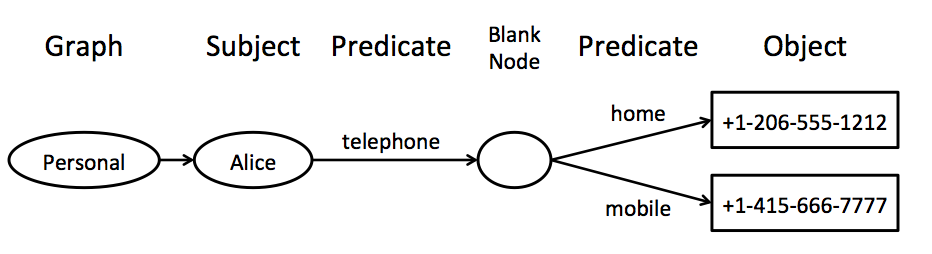 Graph
Subject
Predicate
Blank
Node
Predicate
Object
Personal
Alice
telephone
home
mobile
+1-206-555-1212
+1-415-666-7777